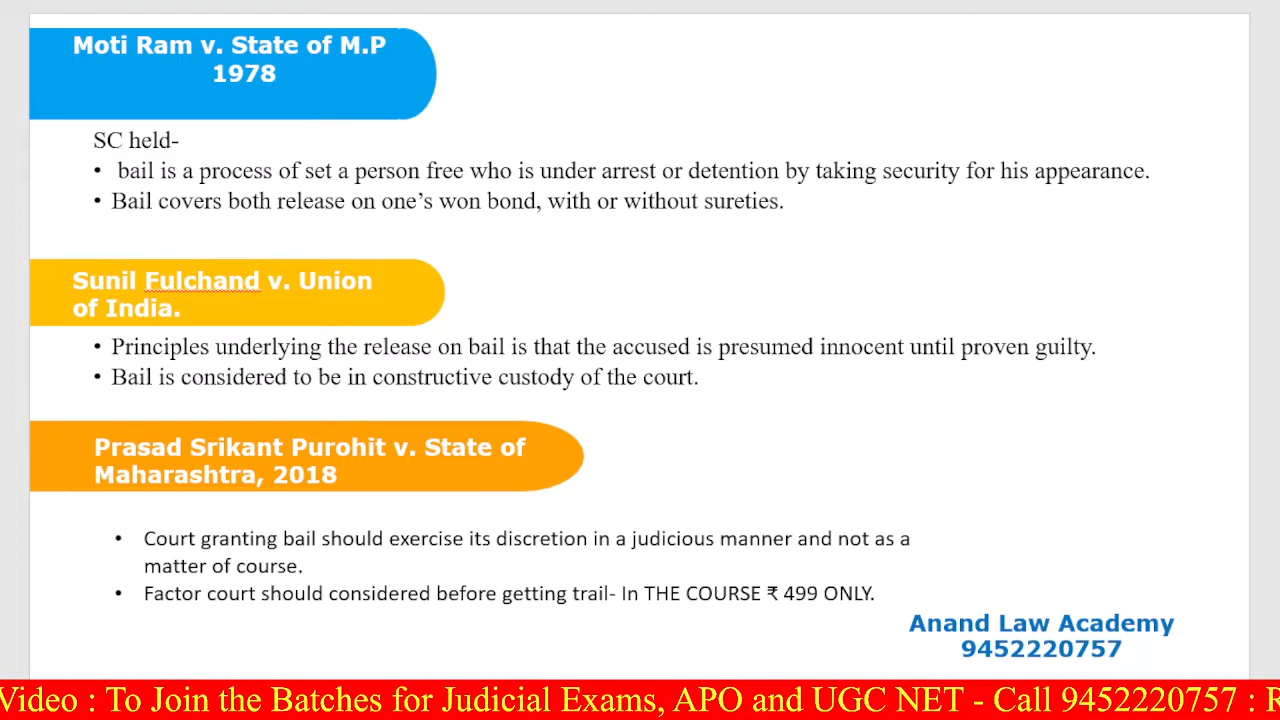 Moti Ram v. State of M.P
1978
SC held-
• bail is a process of set a person free who is under arrest or detention by taking security for his appearance.
• Bail covers both release on one’s won bond, with or without sureties.
Sunil Fulchand v. Union
of India.
• Principles underlying the release on bail is that the accused is presumed innocent until proven guilty.
• Bail is considered to be in constructive custody of the court.
Prasad Srikant Purohit v. State of
Maharashtra, 2018
• Court granting bail should exercise its discretion in a judicious manner and not as a
matter of course.
• Factor court should considered before getting trail- In THE COURSE ₹ 499 ONLY.
Anand Law Academy
9452220757
Video : To Join the Batches for Judicial Exams, APO and UGC NET - Call 9452220757 : R